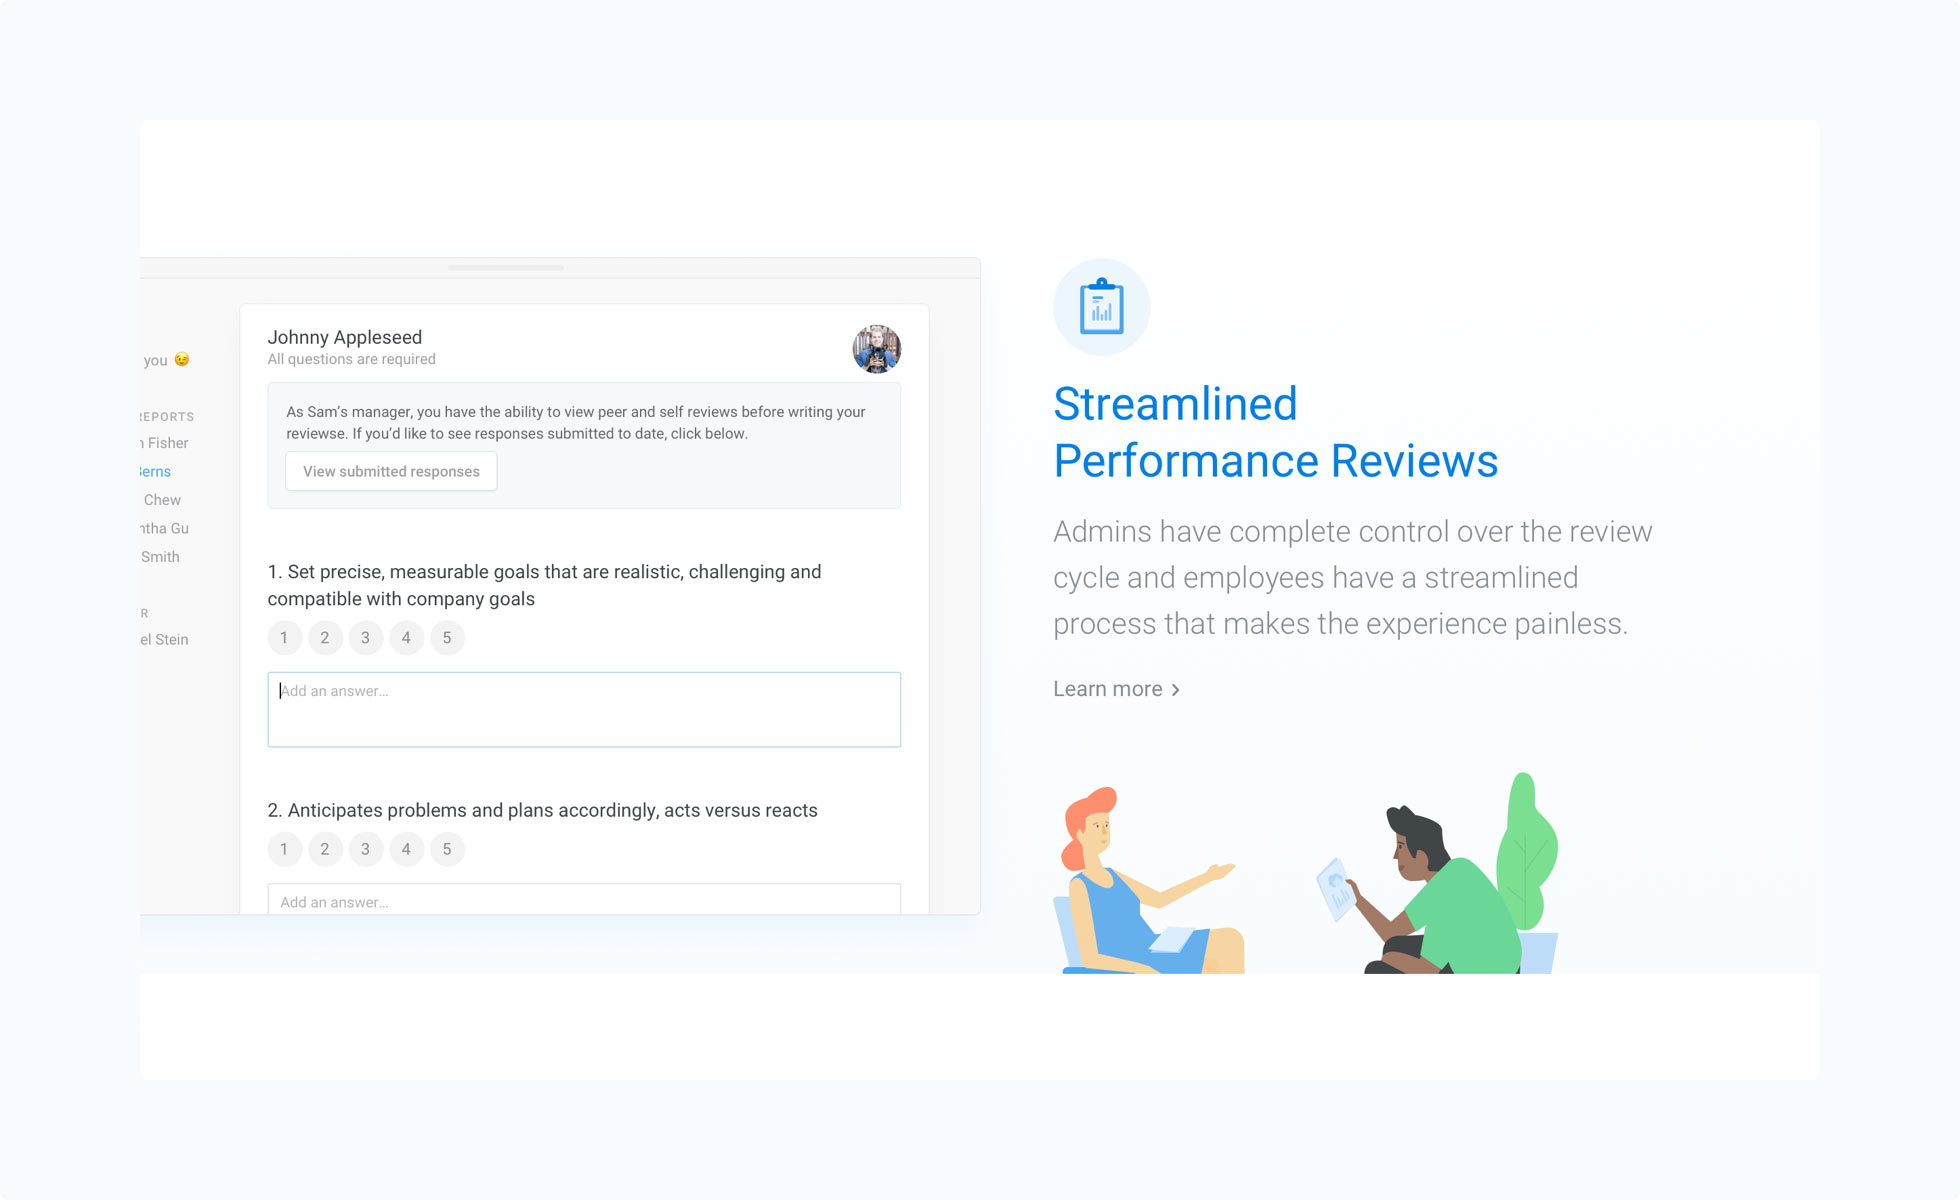 you 😉
REPORTS
Fisher
Berns
Chew
ntha Gu
Smith
R
el Stein
Johnny Appleseed
All questions are required
As Sam’s manager, you have the ability to view peer and self reviews before writing your
reviewse. If you’d like to see responses submitted to date, click below.
View submitted responses
1. Set precise, measurable goals that are realistic, challenging and
compatible with company goals
1 2 3 4 5
Add an answer...
2. Anticipates problems and plans accordingly, acts versus reacts
1 2 3 4 5
Add an answer...
Streamlined
Performance Reviews
Admins have complete control over the review
cycle and employees have a streamlined
process that makes the experience painless.
Learn more >